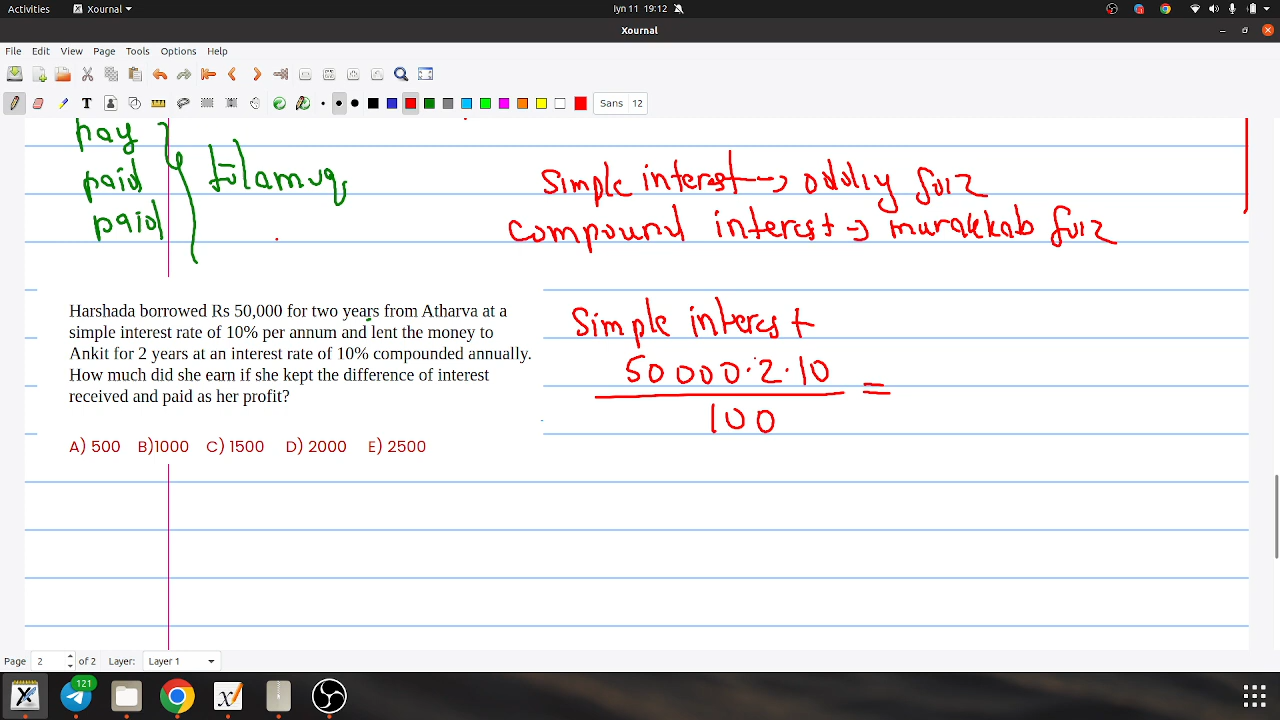 Activities Xournal Iyn 11 19:12
Xournal
File Edit View Page Tools Options Help
Sans 12
pay
paid
paid
simple interest → oddiy foiz
compound interest → murakkab foiz
Harshada borrowed Rs 50,000 for two years from Atharva at a
simple interest rate of 10% per annum and lent the money to
Ankit for 2 years at an interest rate of 10% compounded annually.
How much did she earn if she kept the difference of interest
received and paid as her profit?
A) 500 B)1000 C) 1500 D) 2000 E) 2500
simple interest
50000·2·10
=
100
Page 2 of 2 Layer: Layer 1
121